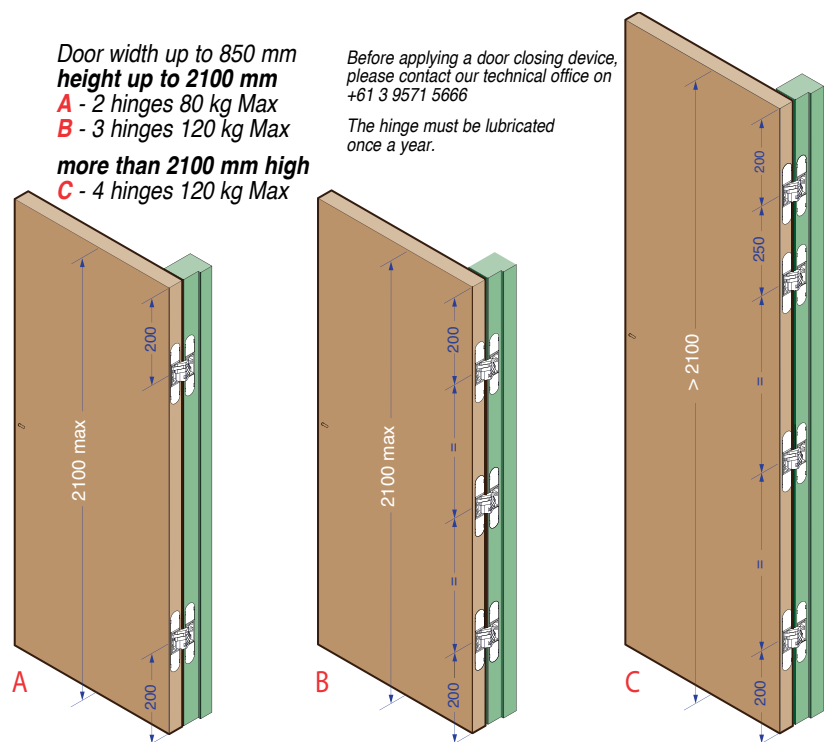 Door width up to 850 mm
height up to 2100 mm
A - 2 hinges 80 kg Max
B - 3 hinges 120 kg Max
more than 2100 mm high
C - 4 hinges 120 kg Max
Before applying a door closing device,
please contact our technical office on
+61 3 9571 5666
The hinge must be lubricated
once a year.
200
2100 max
200
A
200
=
2100 max
=
200
B
200
250
> 2100
=
=
200
C